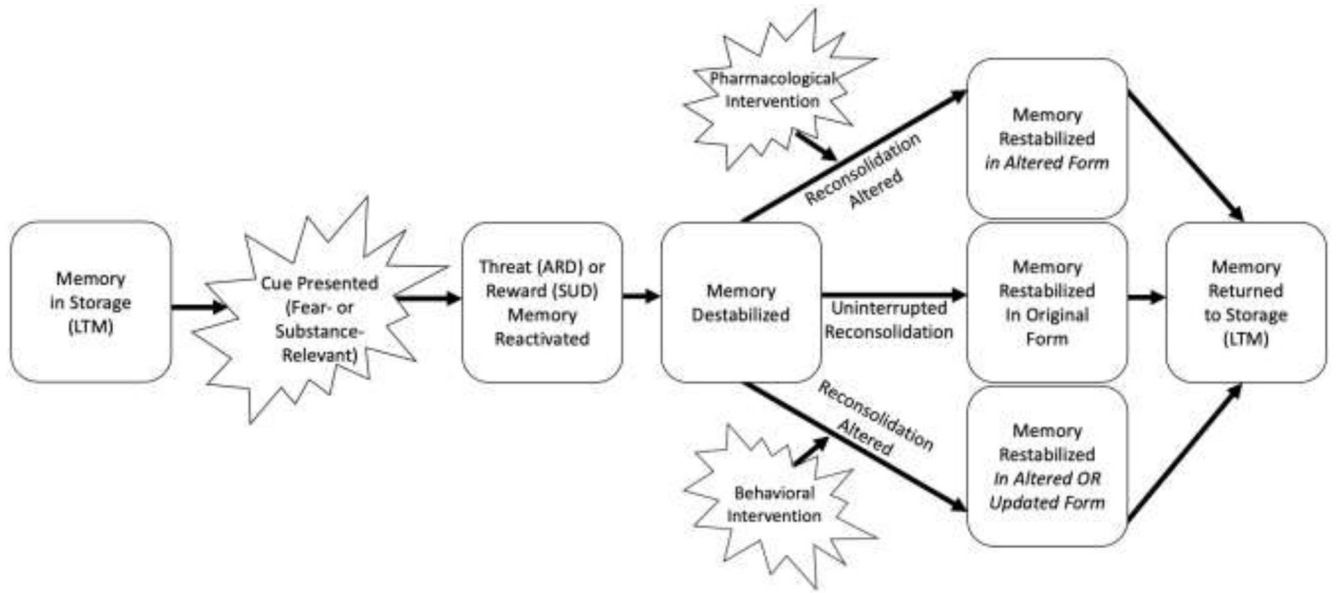 Memory
in Storage
(LTM)
Cue Presented
(Fear- or
Substance-
Relevant)
Threat (ARD) or
Reward (SUD)
Memory
Reactivated
Memory
Destabilized
Pharmacological
Intervention
Reconsolidation
Altered
Uninterrupted
Reconsolidation
Reconsolidation
Altered
Behavioral
Intervention
Memory
Restabilized
in Altered Form
Memory
Restabilized
In Original
Form
Memory
Restabilized
In Altered OR
Updated Form
Memory
Returned
to Storage
(LTM)